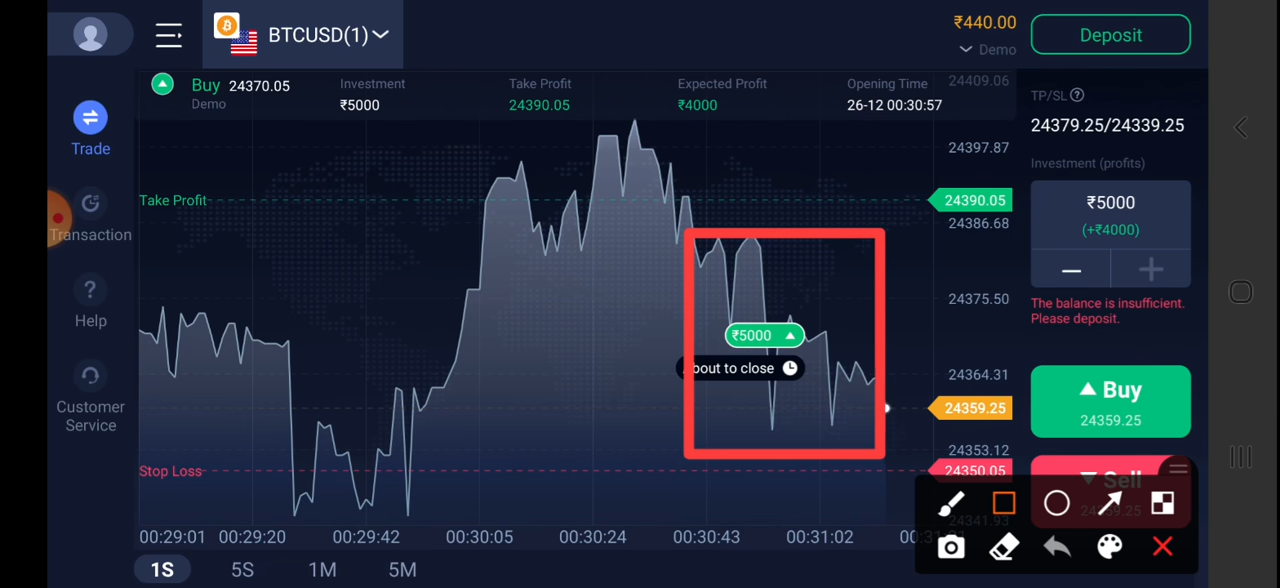 BTCUSD(1)
₹440.00
Demo
Deposit
Buy 24370.05
Demo
Investment
₹5000
Take Profit
24390.05
Expected Profit
₹4000
Opening Time
26-12 00:30:57
24409.06
TP/SL ?
24379.25/24339.25
Investment (profits)
₹5000
(+₹4000)
The balance is insufficient.
Please deposit.
Buy
24359.25
Sell
Trade
Transaction
Help
Customer
Service
24397.87
Take Profit
24390.05
24386.68
24375.50
₹5000
About to close
24364.31
24359.25
24353.12
Stop Loss
24350.05
24341.93
00:29:01
00:29:20
00:29:42
00:30:05
00:30:24
00:30:43
00:31:02
1S
5S
1M
5M